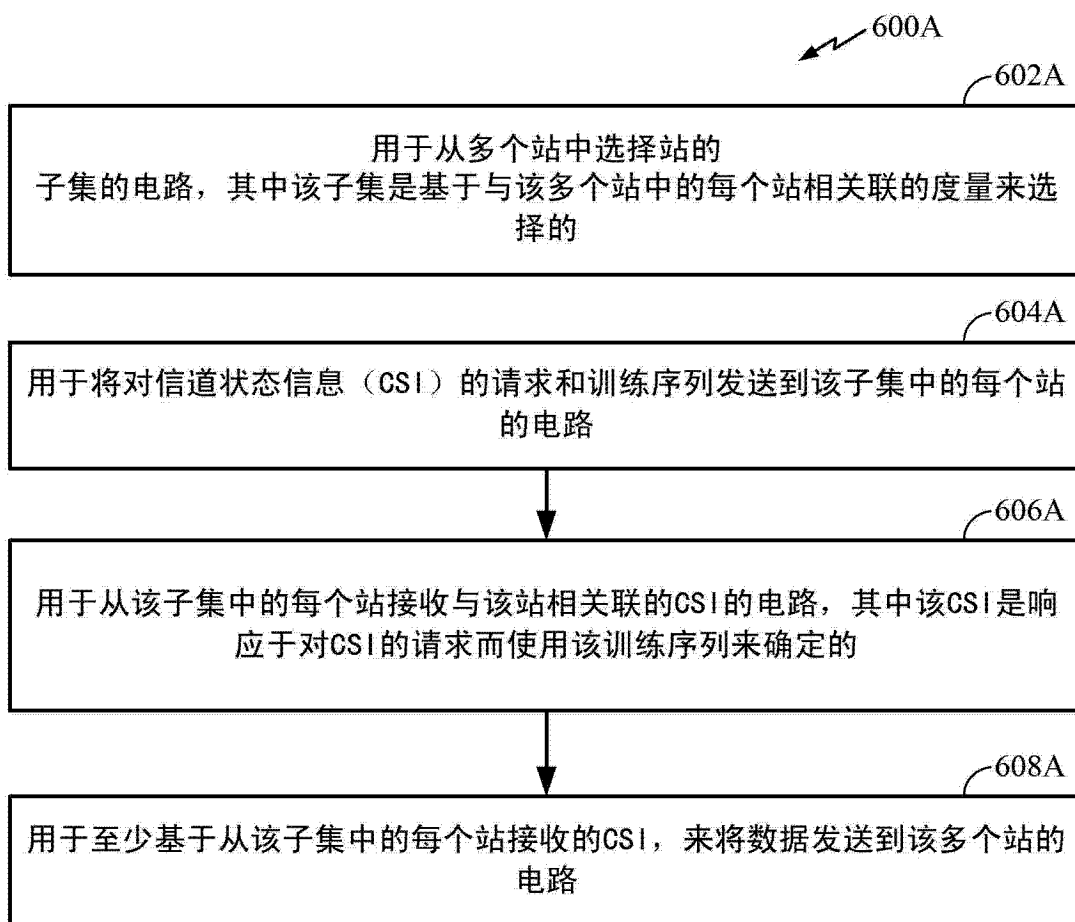 600A
602A
用于从多个站中选择站的
子集的电路，其中该子集是基于与该多个站中的每个站相关联的度量来选
择的
604A
用于将对信道状态信息（CSI）的请求和训练序列发送到该子集中的每个站
的电路
606A
用于从该子集中的每个站接收与该站相关联的CSI的电路，其中该CSI是响
应于对CSI的请求而使用该训练序列来确定的
608A
用于至少基于从该子集中的每个站接收的CSI，来将数据发送到该多个站的
电路